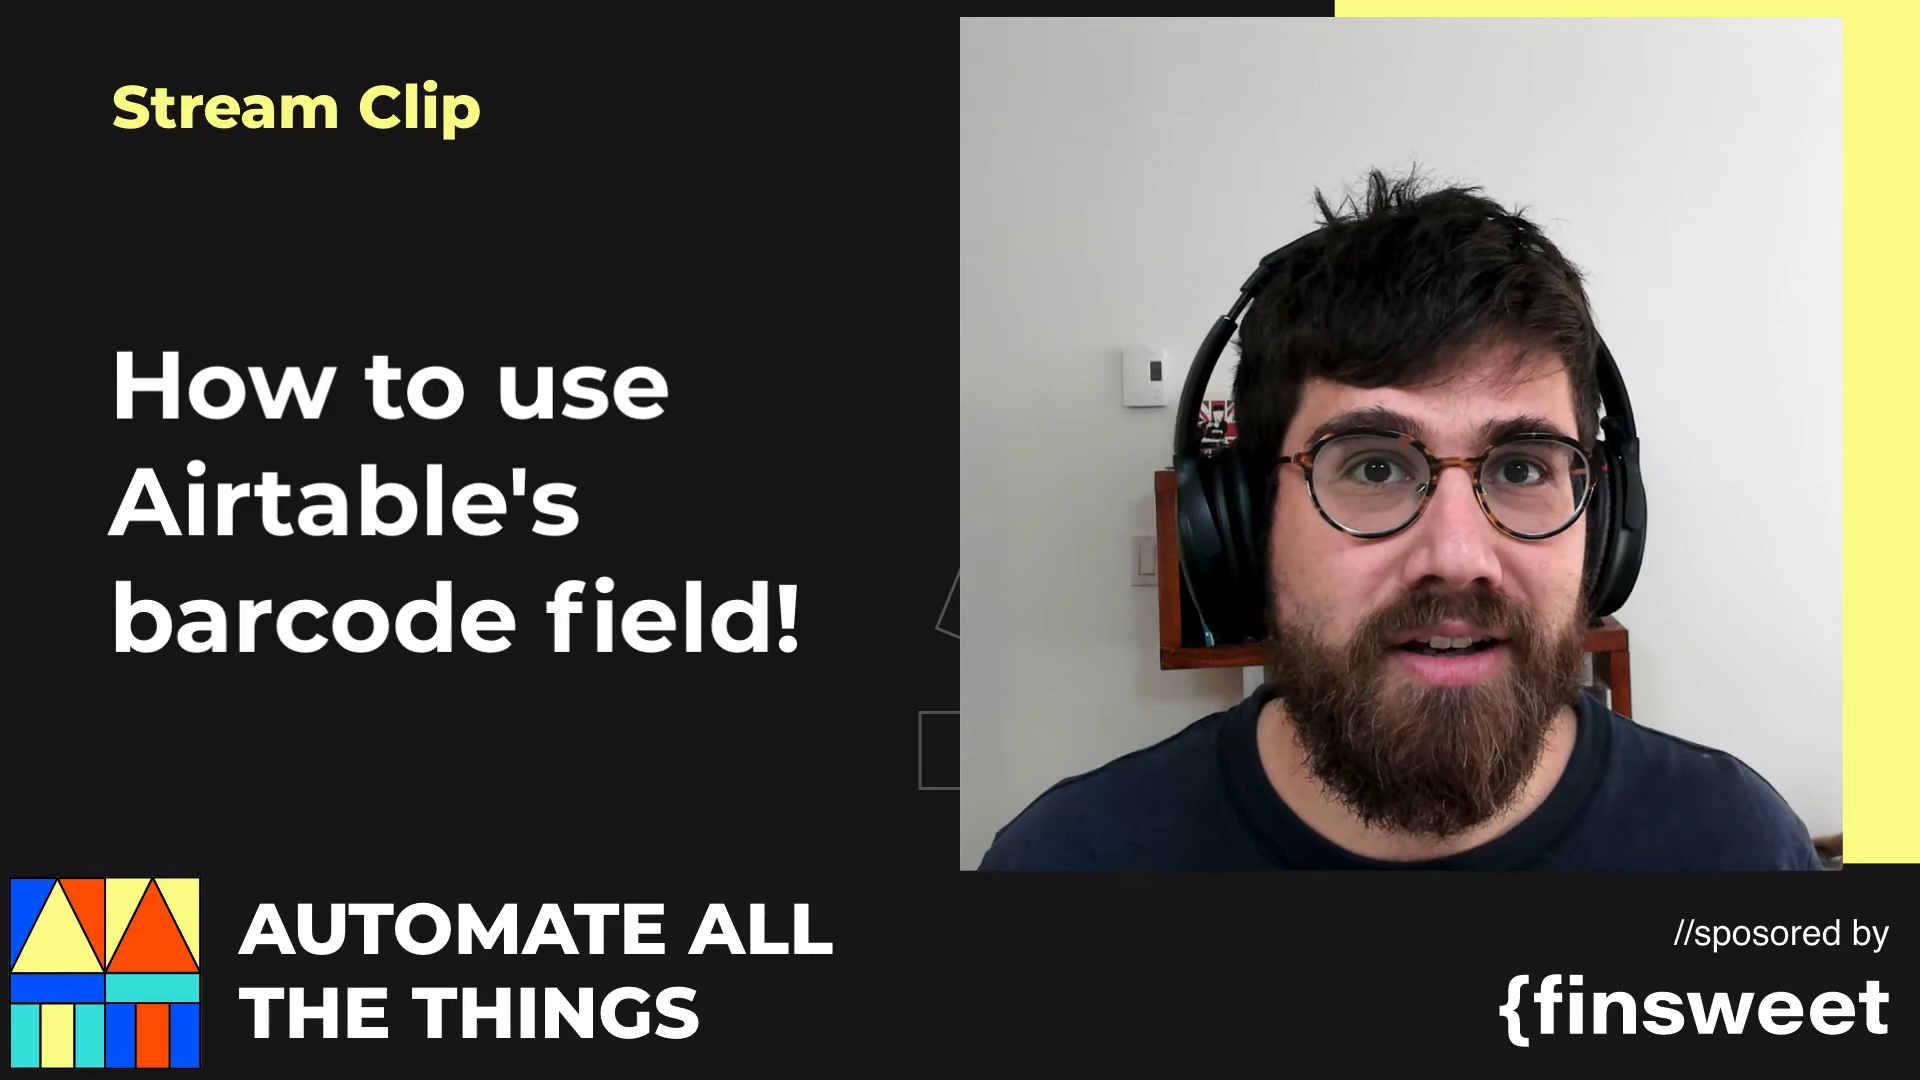 Stream Clip
How to use
Airtable's
barcode field!
AUTOMATE ALL
THE THINGS
//sposored by
{finsweet